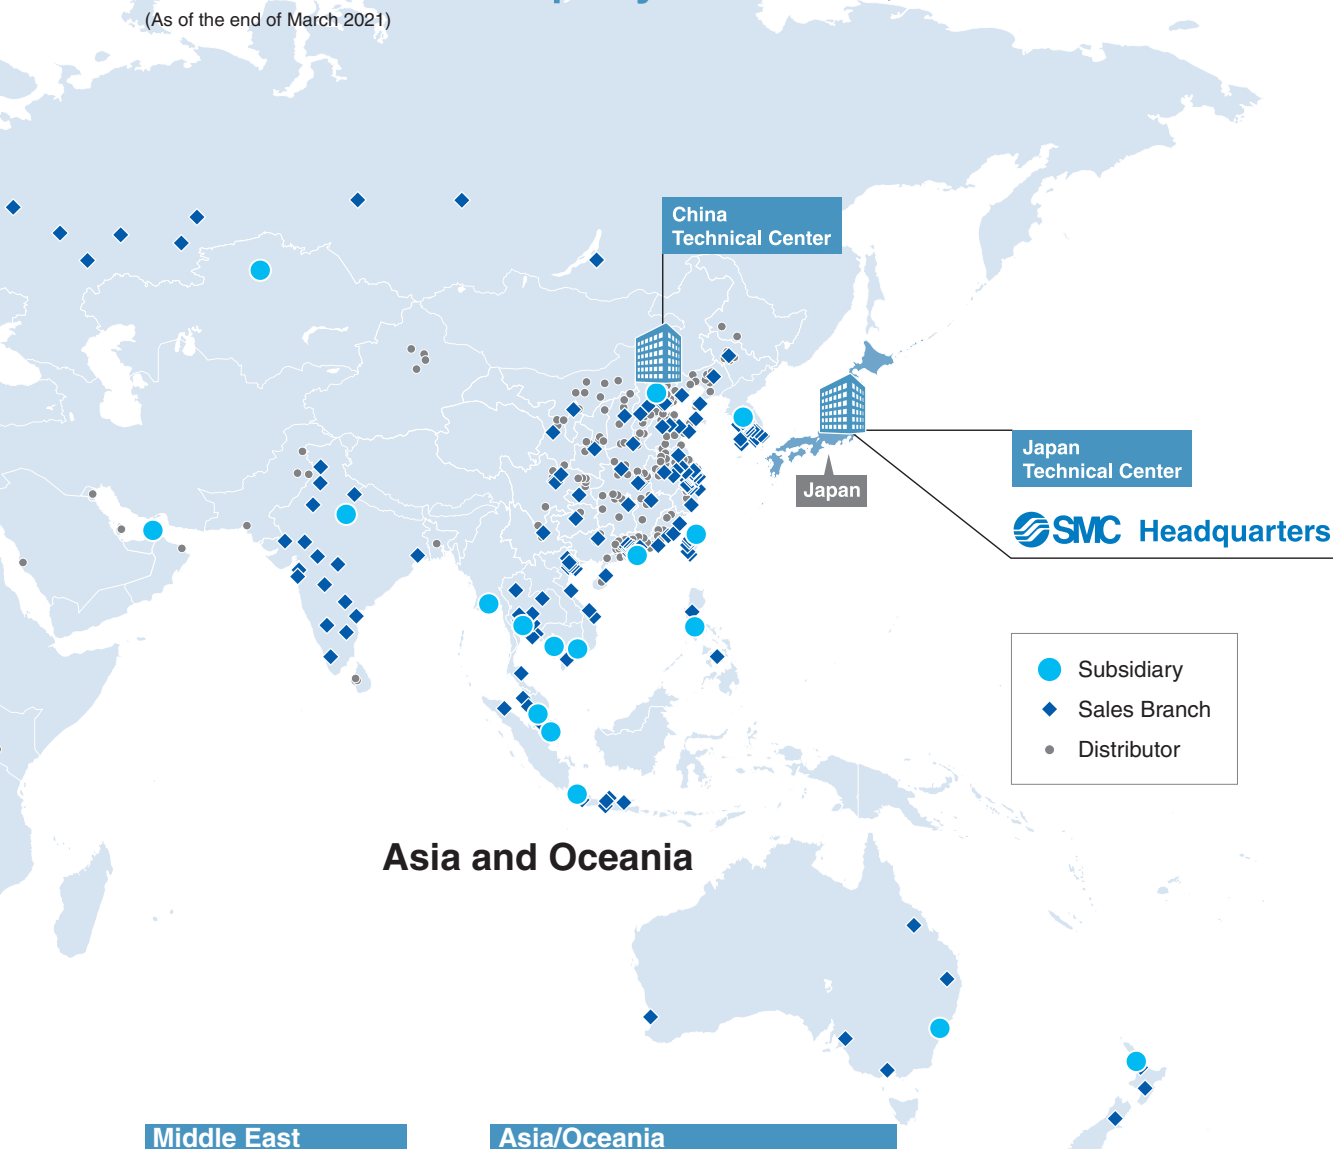 (As of the end of March 2021)
China
Technical Center
Japan
Technical Center
Japan
SMC Headquarters
Subsidiary
Sales Branch
Distributor
Asia and Oceania
Middle East
Asia/Oceania